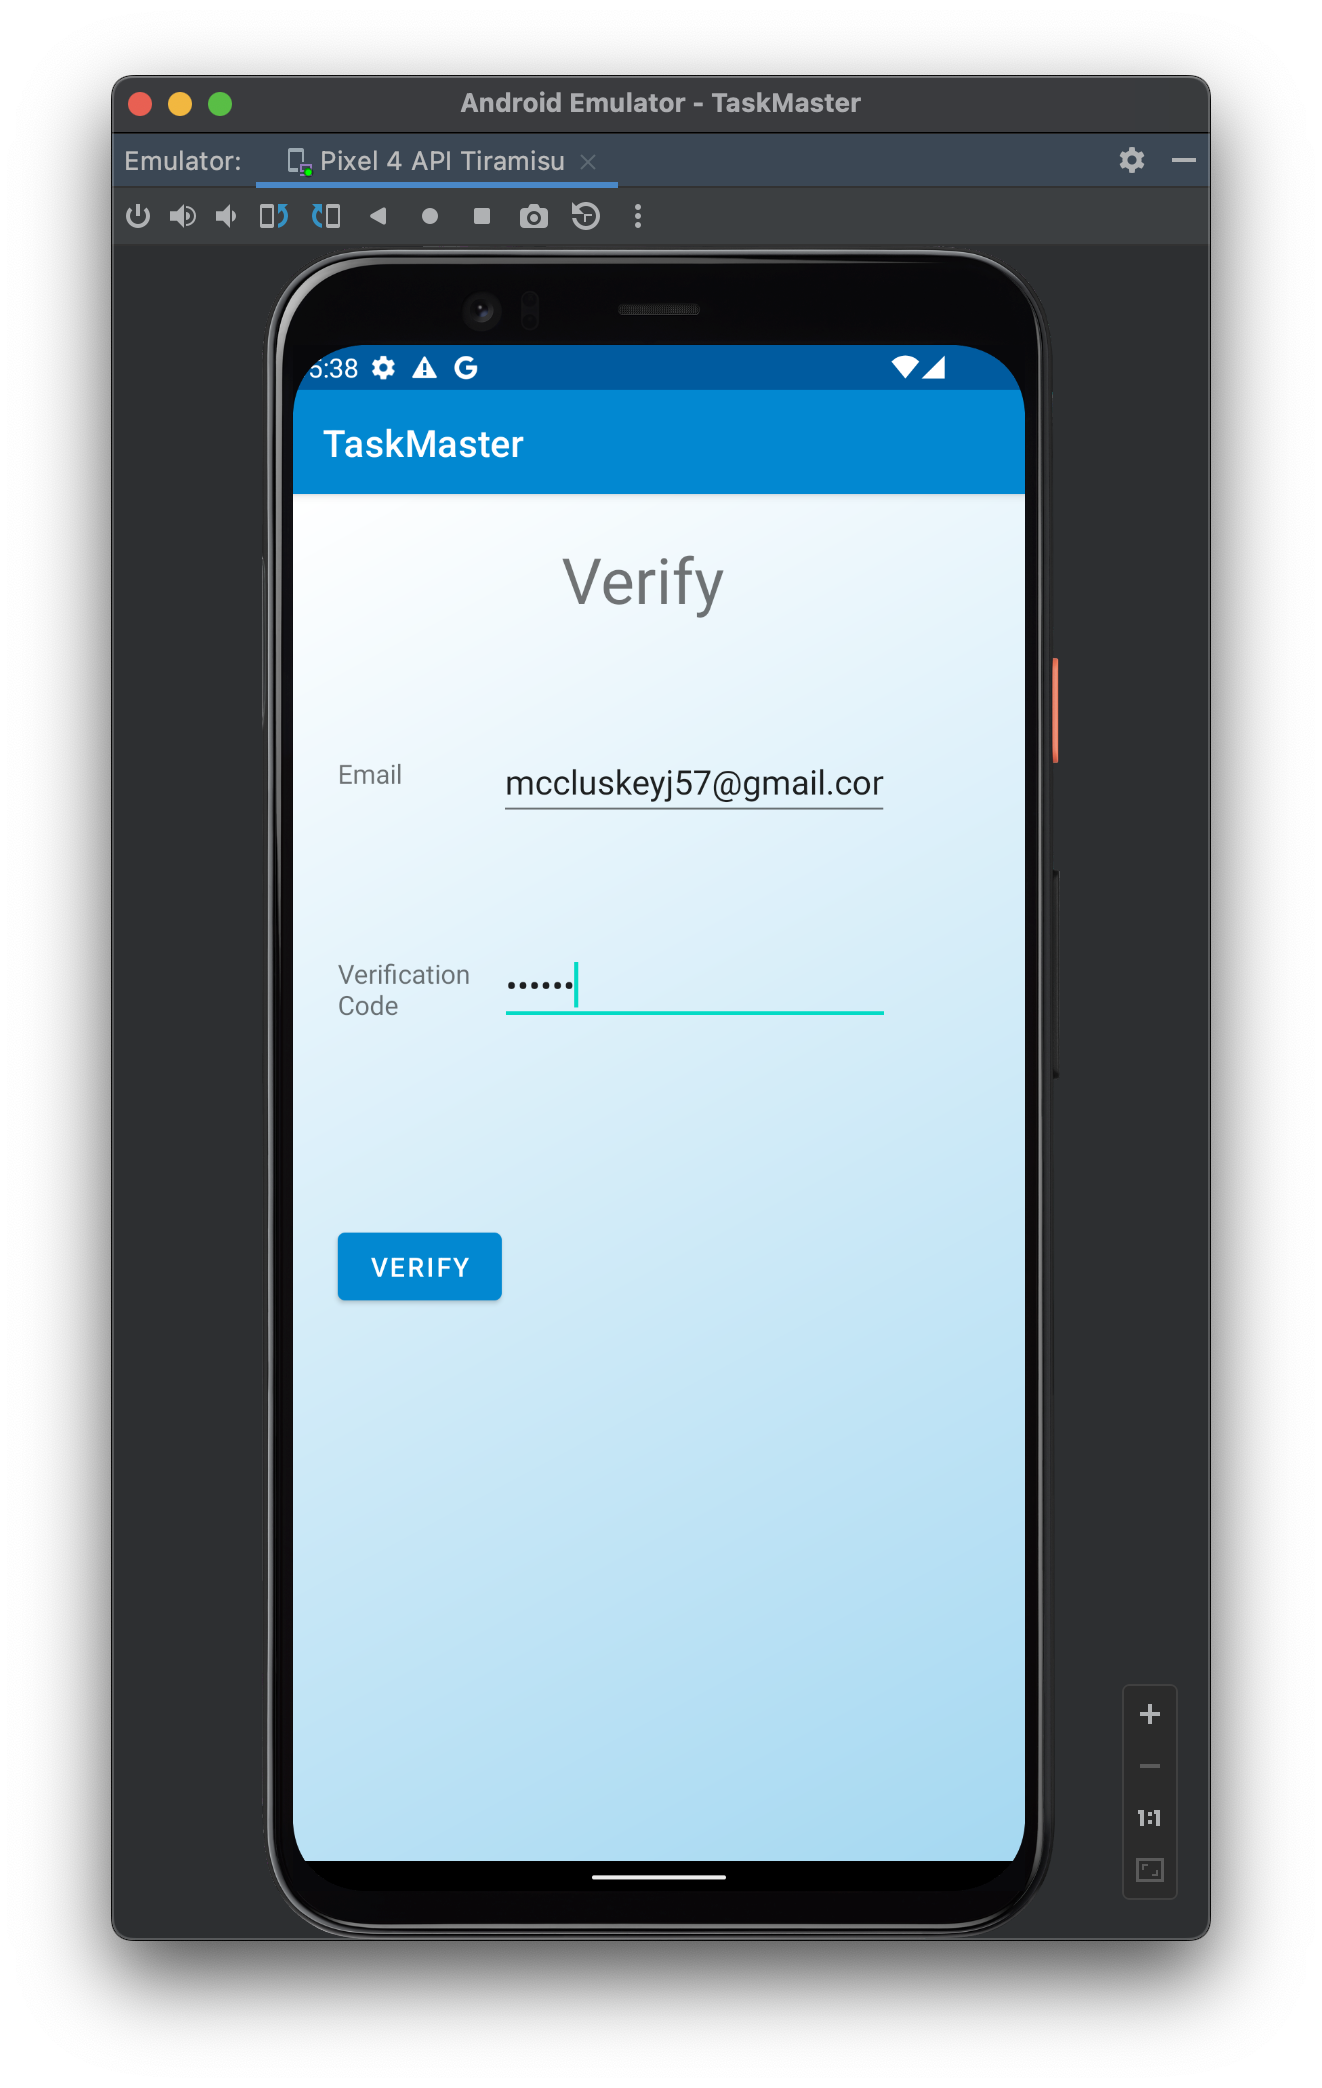 Android Emulator - TaskMaster
Emulator: Pixel 4 API Tiramisu
5:38
TaskMaster
Verify
Email mccluskeyj57@gmail.com
Verification
Code ••••••
VERIFY
1:1